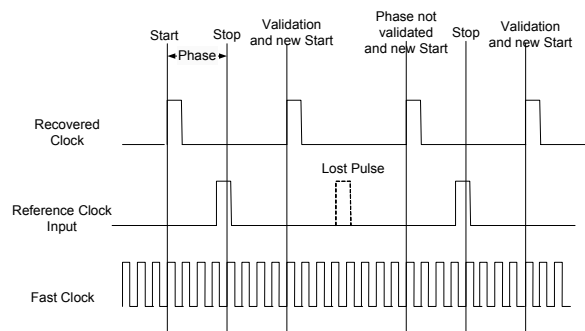 Start
Stop
Validation
and new Start
Phase not
validated
and new Start
Stop
Validation
and new Start
Phase
Recovered
Clock
Lost Pulse
Reference Clock
Input
Fast Clock